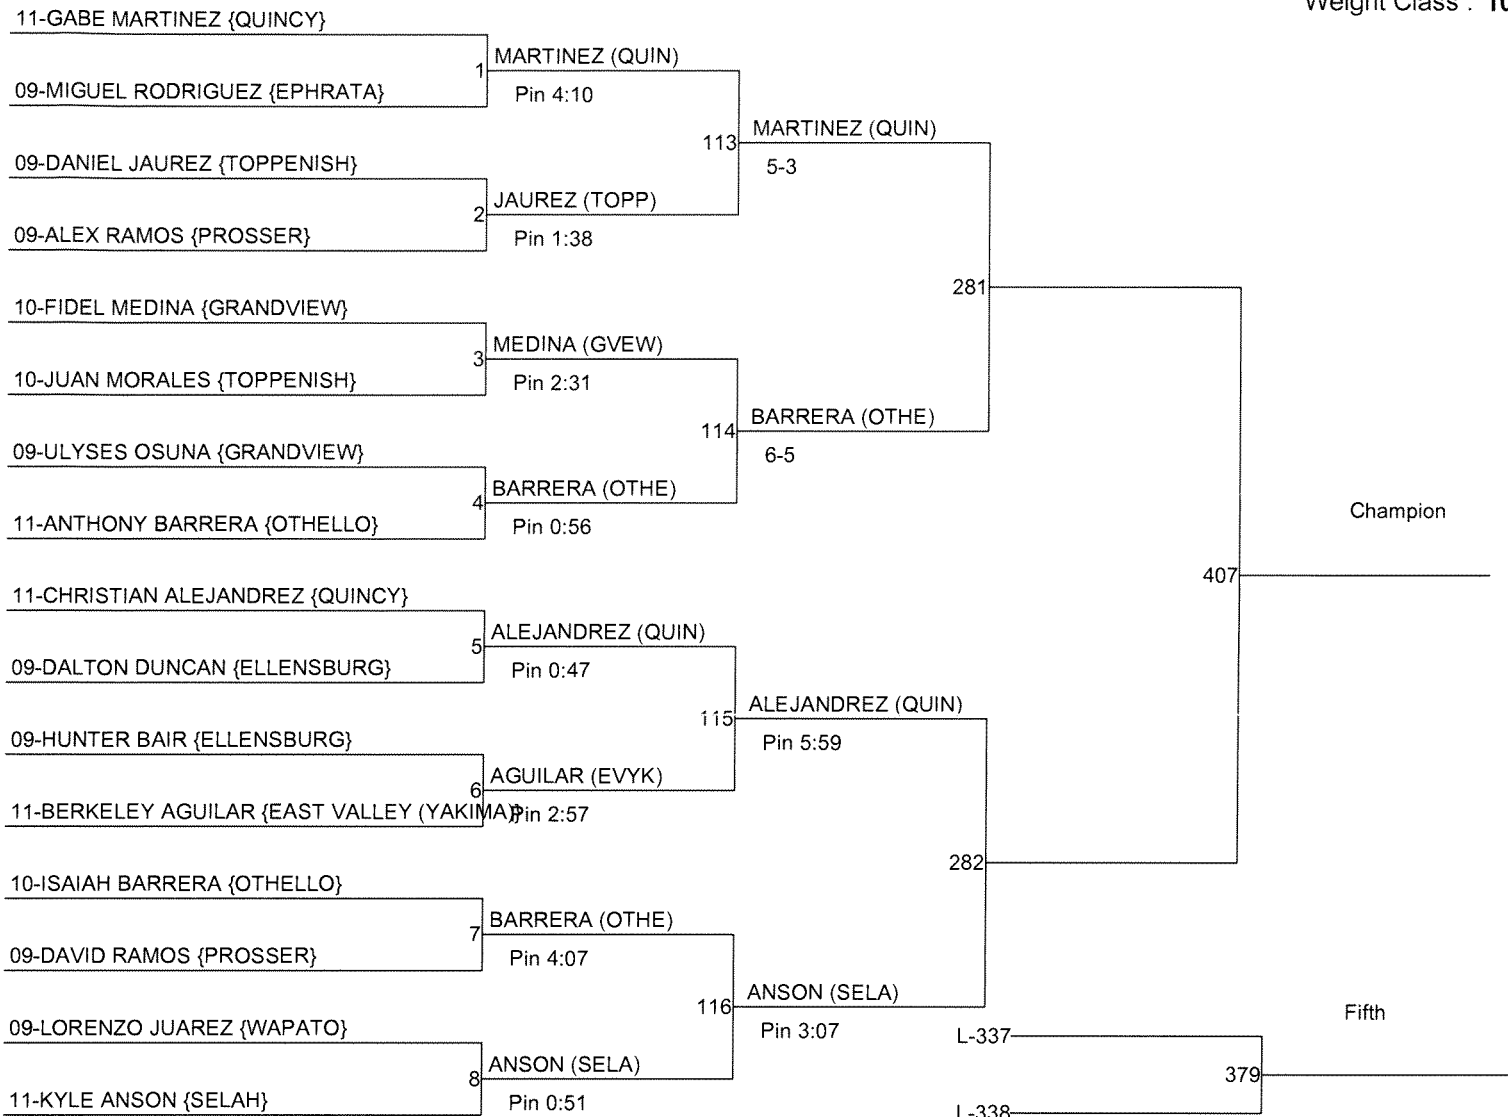 Weight Class :
11-GABE MARTINEZ {QUINCY}
MARTINEZ (QUIN)
1
Pin 4:10
09-MIGUEL RODRIGUEZ {EPHRATA}
MARTINEZ (QUIN)
113
5-3
09-DANIEL JAUREZ {TOPPENISH}
JAUREZ (TOPP)
2
Pin 1:38
09-ALEX RAMOS {PROSSER}
281
10-FIDEL MEDINA {GRANDVIEW}
MEDINA (GVEW)
3
Pin 2:31
10-JUAN MORALES {TOPPENISH}
BARRERA (OTHE)
114
6-5
09-ULYSES OSUNA {GRANDVIEW}
BARRERA (OTHE)
4
Pin 0:56
11-ANTHONY BARRERA {OTHELLO}
Champion
407
11-CHRISTIAN ALEJANDREZ {QUINCY}
ALEJANDREZ (QUIN)
5
Pin 0:47
09-DALTON DUNCAN {ELLENSBURG}
ALEJANDREZ (QUIN)
115
Pin 5:59
09-HUNTER BAIR {ELLENSBURG}
AGUILAR (EVYK)
6
Pin 2:57
11-BERKELEY AGUILAR {EAST VALLEY (YAKIMA)}
282
10-ISAIAH BARRERA {OTHELLO}
BARRERA (OTHE)
7
Pin 4:07
09-DAVID RAMOS {PROSSER}
ANSON (SELA)
116
Pin 3:07
09-LORENZO JUAREZ {WAPATO}
ANSON (SELA)
8
Pin 0:51
11-KYLE ANSON {SELAH}
Fifth
L-337
379
L-338